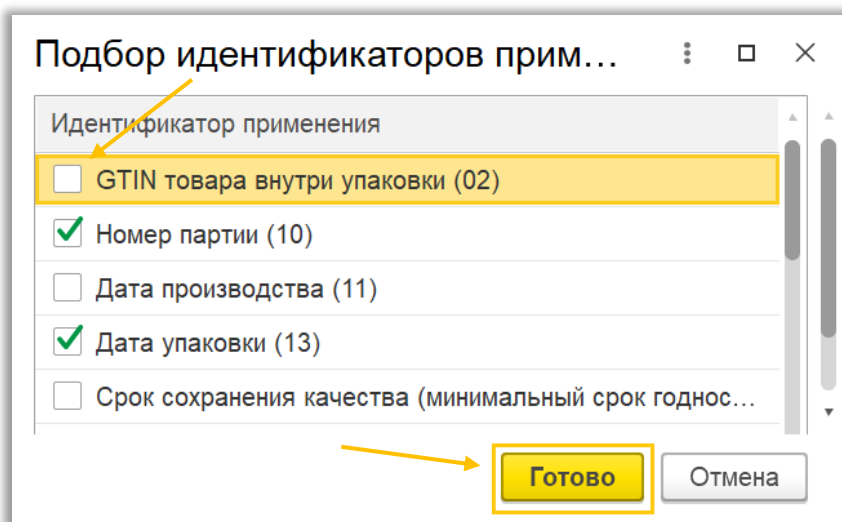 Подбор идентификаторов прим...
Идентификатор применения
GTIN товара внутри упаковки (02)
Номер партии (10)
Дата производства (11)
Дата упаковки (13)
Срок сохранения качества (минимальный срок годнос...
Готово
Отмена